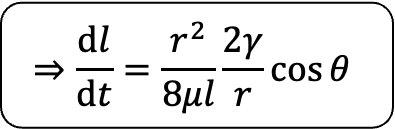 ⇒ dl/dt = r²/8μl 2γ/r cos θ